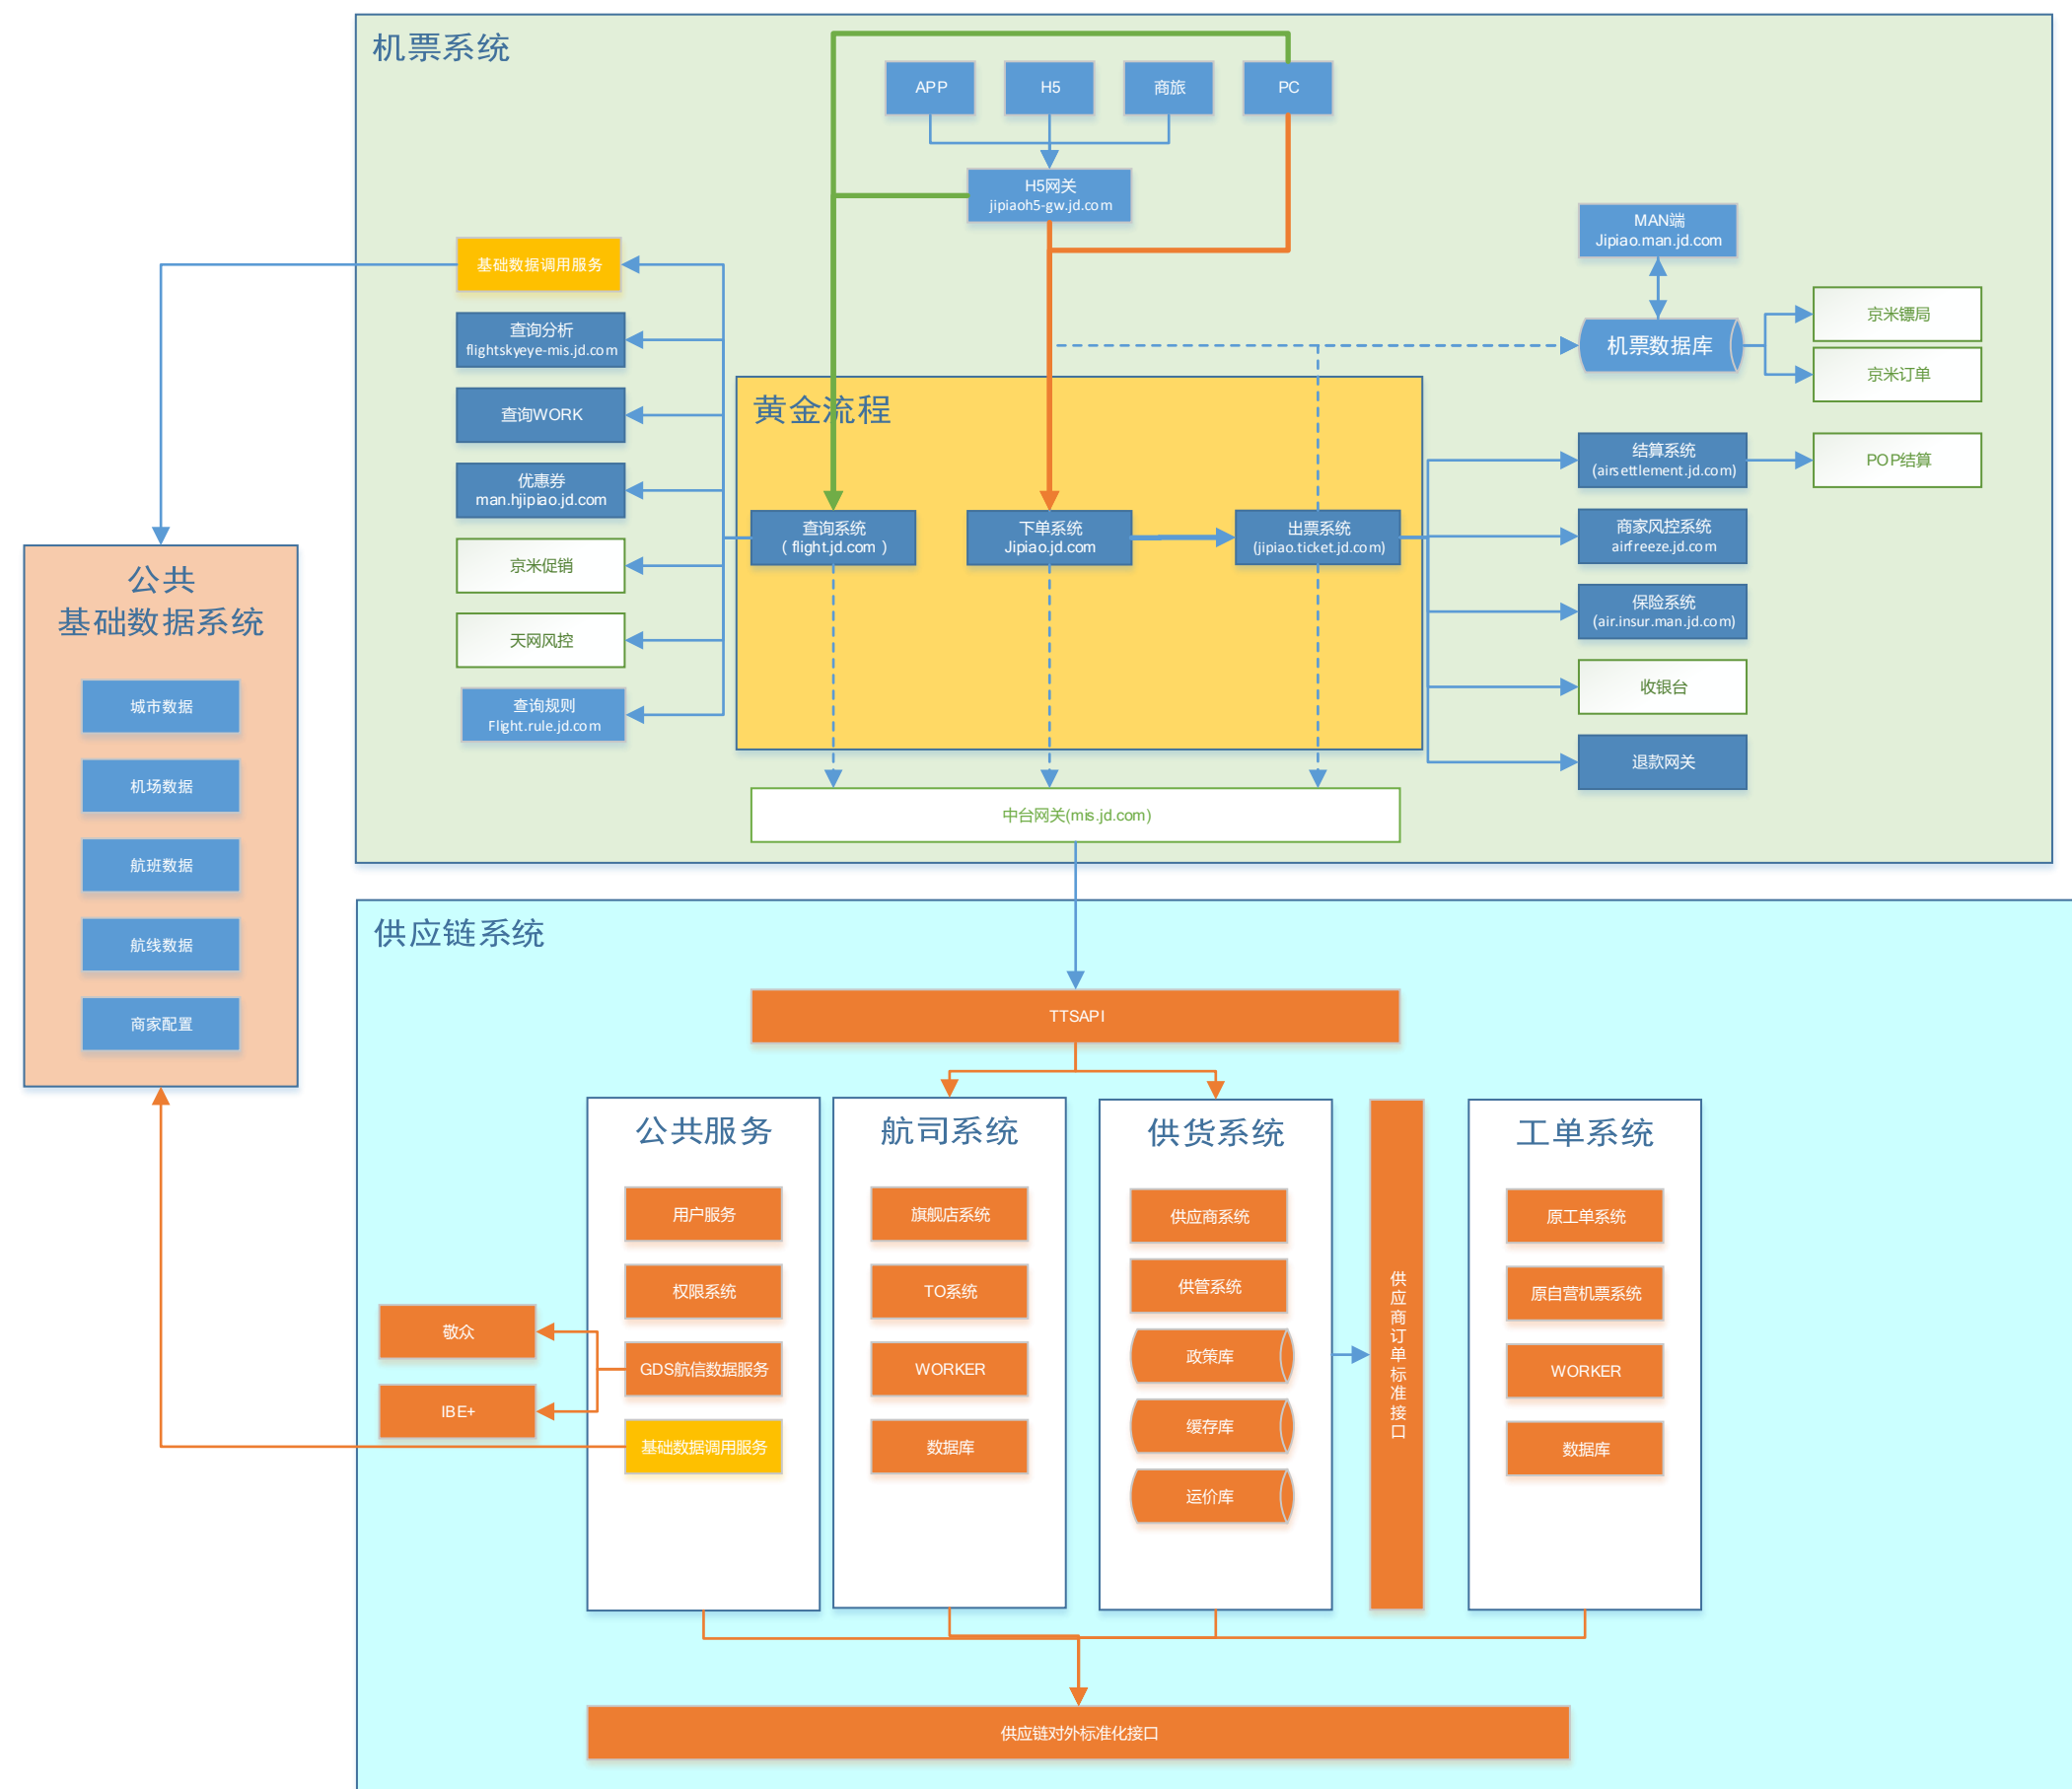 机票系统
APP
H5
商旅
PC
H5网关
jipiaoh5-gw.jd.com
MAN端
Jipiao.man.jd.com
基础数据调用服务
查询分析
flightskyeye-mis.jd.com
查询WORK
优惠券
man.hjipiao.jd.com
京米促销
天网风控
查询规则
Flight.rule.jd.com
机票数据库
京米镖局
京米订单
黄金流程
查询系统
( flight.jd.com )
下单系统
Jipiao.jd.com
出票系统
(jipiao.ticket.jd.com)
结算系统
(airsettlement.jd.com)
POP结算
商家风控系统
airfreeze.jd.com
保险系统
(air.insur.man.jd.com)
收银台
退款网关
中台网关(mis.jd.com)
公共
基础数据系统
城市数据
机场数据
航班数据
航线数据
商家配置
供应链系统
TTSAPI
公共服务
用户服务
权限系统
GDS航信数据服务
基础数据调用服务
敬众
IBE+
航司系统
旗舰店系统
TO系统
WORKER
数据库
供货系统
供应商系统
供管系统
政策库
缓存库
运价库
供应商订单标准接口
工单系统
原工单系统
原自营机票系统
WORKER
数据库
供应链对外标准化接口